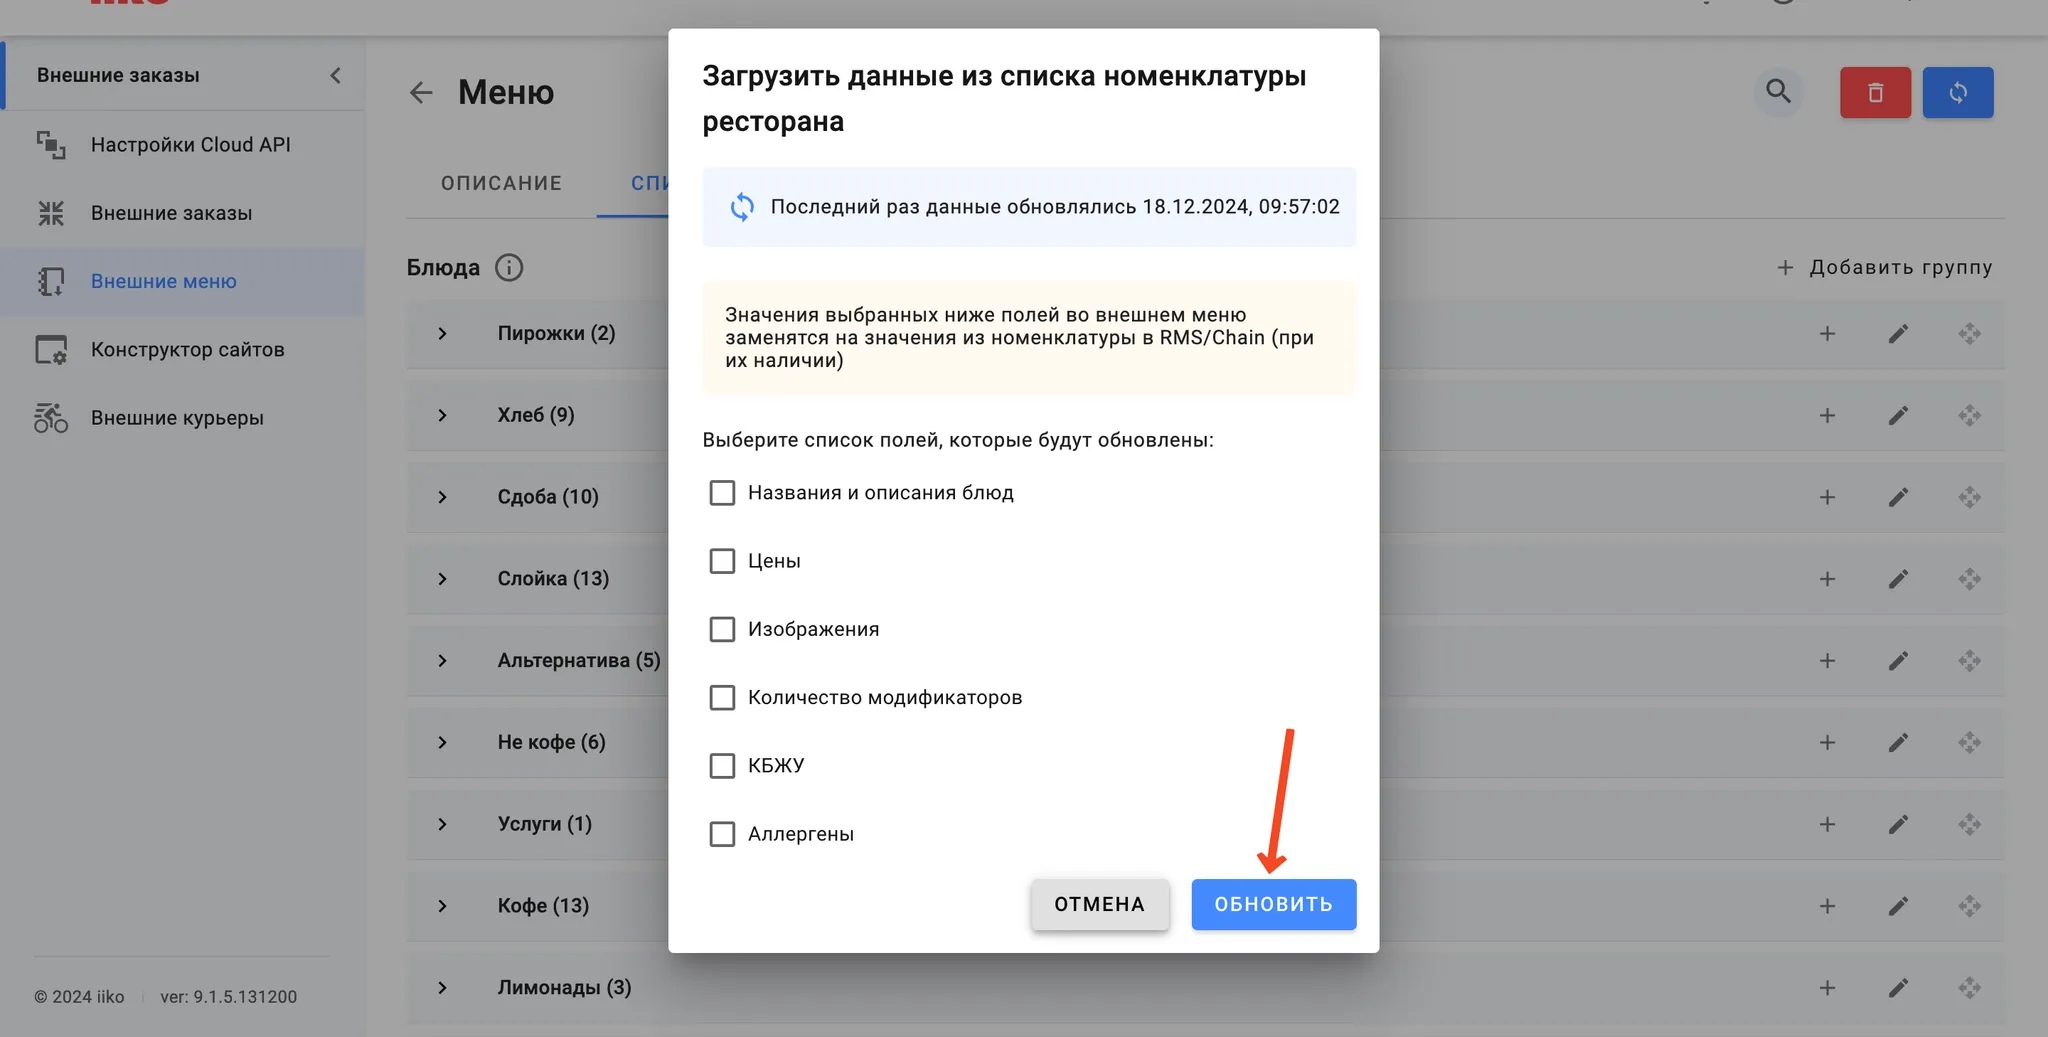 Внешние заказы
Настройки Cloud API
Внешние заказы
Внешние меню
Конструктор сайтов
Внешние курьеры
© 2024 iiko
ver: 9.1.5.131200
Меню
ОПИСАНИЕ
Блюда
Добавить группу
Пирожки (2)
Хлеб (9)
Сдоба (10)
Слойка (13)
Альтернатива (5)
Не кофе (6)
Услуги (1)
Кофе (13)
Лимонады (3)
Загрузить данные из списка номенклатуры
ресторана
Последний раз данные обновлялись 18.12.2024, 09:57:02
Значения выбранных ниже полей во внешнем меню
заменятся на значения из номенклатуры в RMS/Chain (при
их наличии)
Выберите список полей, которые будут обновлены:
Названия и описания блюд
Цены
Изображения
Количество модификаторов
КБЖУ
Аллергены
ОТМЕНА
ОБНОВИТЬ